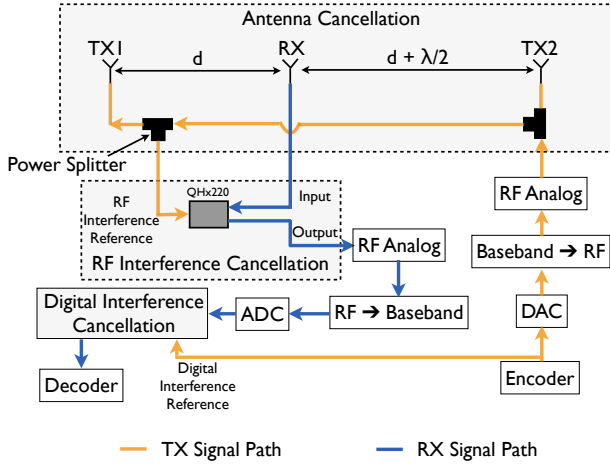 Antenna Cancellation
TX1
RX
TX2
d
d + λ/2
Power Splitter
QHx220
RF
Interference
Reference
Input
Output
RF Interference Cancellation
RF Analog
RF Analog
Baseband ➔ RF
Digital Interference
Cancellation
ADC
RF ➔ Baseband
DAC
Decoder
Digital
Interference
Reference
Encoder
TX Signal Path
RX Signal Path